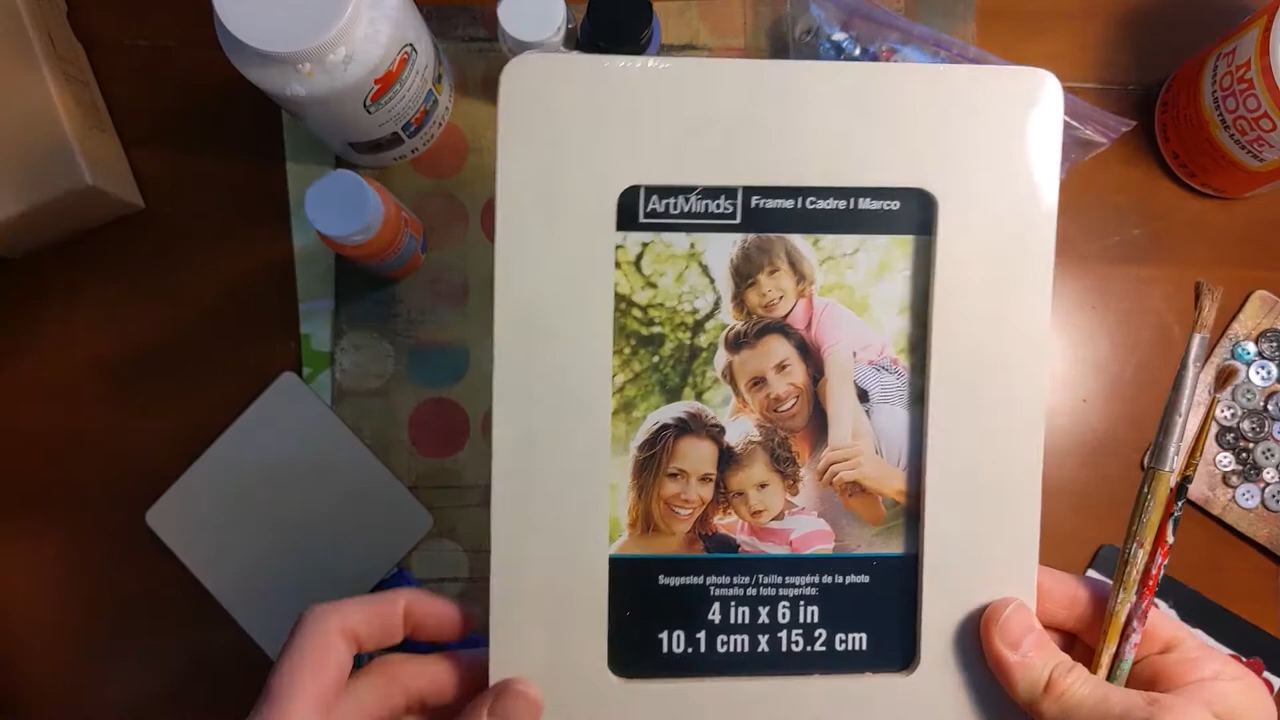 ArtMinds Frame | Cadre | Marco
Suggested photo size / Taille suggéré de la photo
Tamaño de foto sugerido:
4 in x 6 in
10.1 cm x 15.2 cm
MOD
PODGE